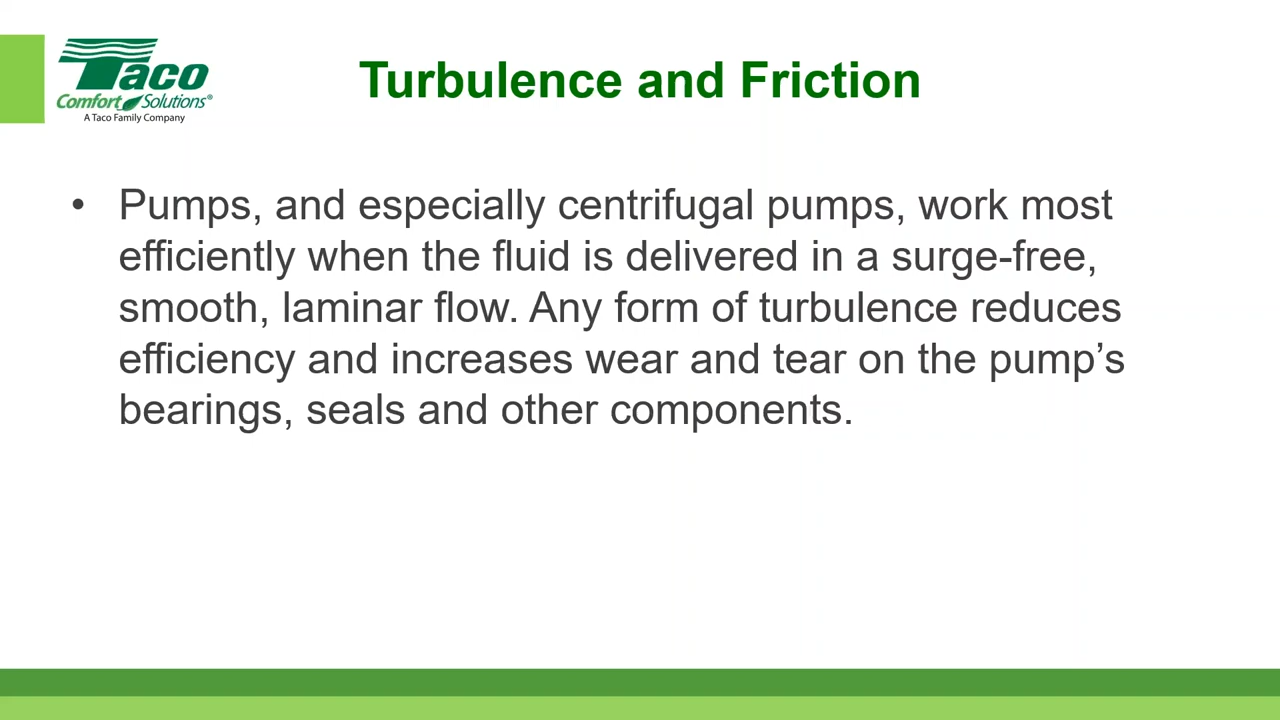 Taco
Comfort Solutions®
A Taco Family Company
Turbulence and Friction
• Pumps, and especially centrifugal pumps, work most
efficiently when the fluid is delivered in a surge-free,
smooth, laminar flow. Any form of turbulence reduces
efficiency and increases wear and tear on the pump’s
bearings, seals and other components.